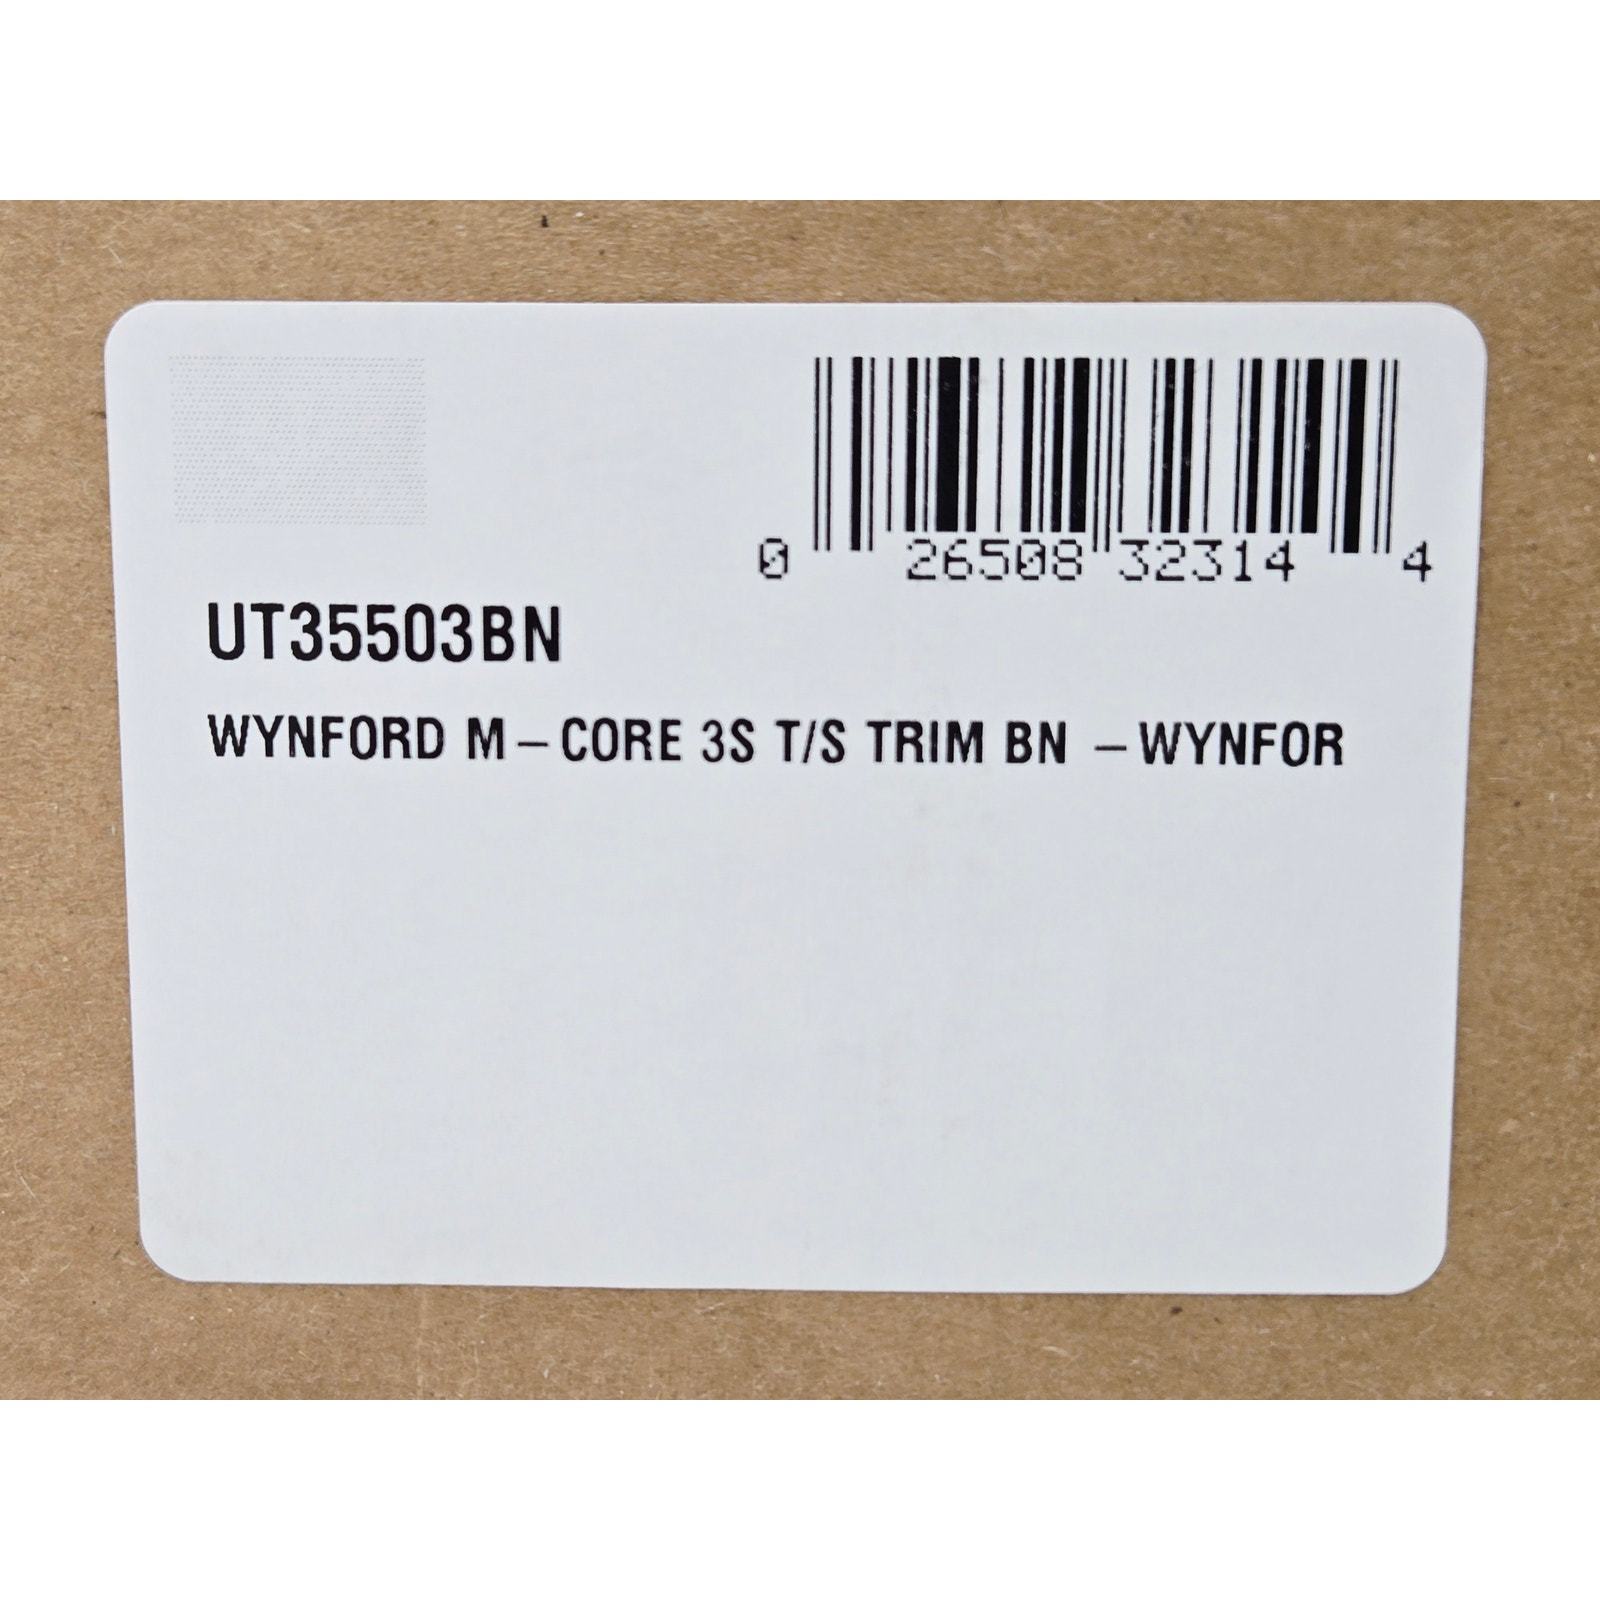 0 26508 32314 4
UT35503BN
WYNFORD M-CORE 3S T/S TRIM BN -WYNFOR